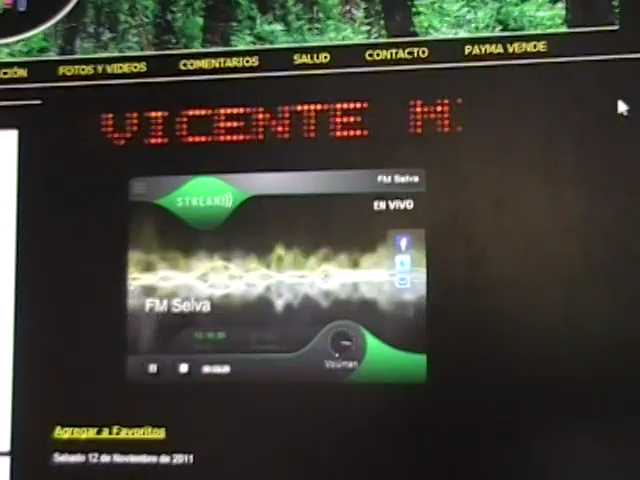 FOTOS Y VIDEOS
COMENTARIOS
SALUD
CONTACTO
PAYMA VENDE
VICENTE M
FM Selva
STREAM
EN VIVO
FM Selva
Volumen
Agregar a Favoritos
Sabado 12 de Noviembre de 2011